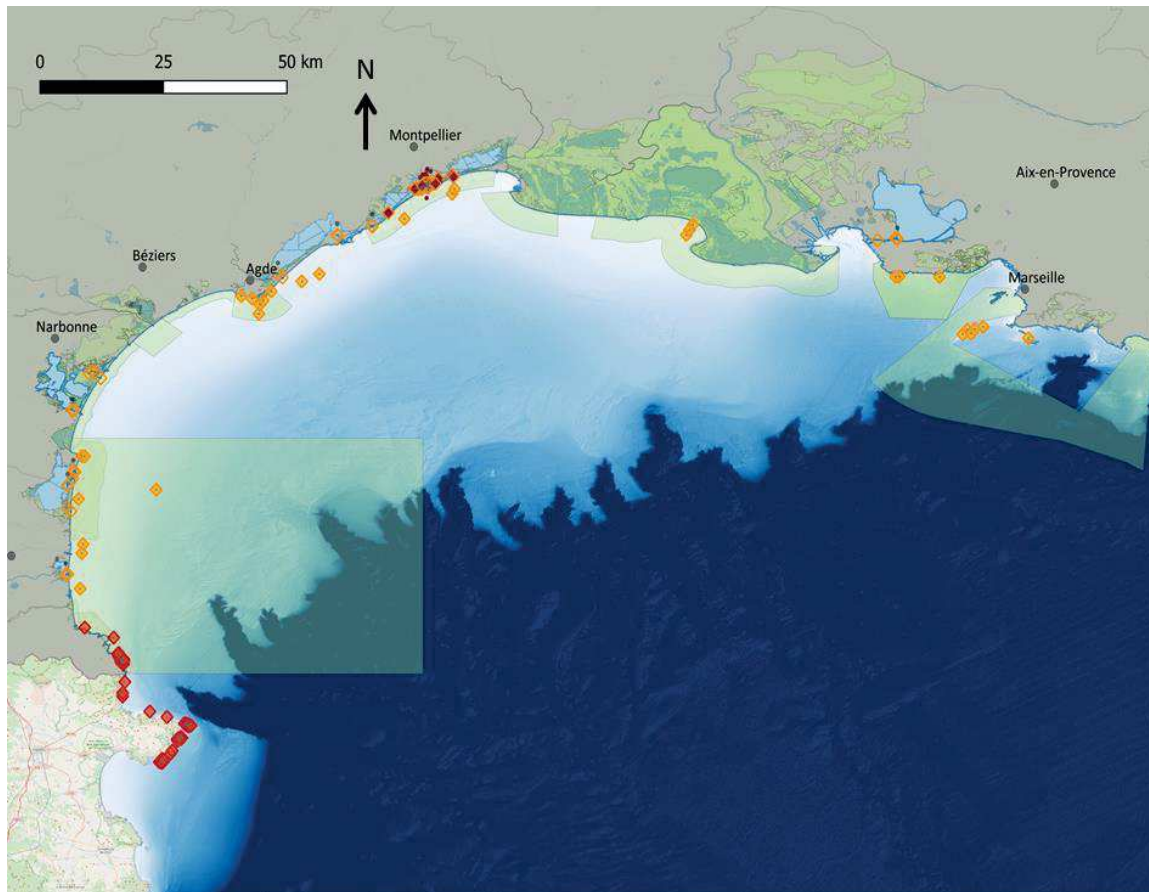 0 25 50 km
N
Montpellier
Aix-en-Provence
Béziers
Agde
Marseille
Narbonne